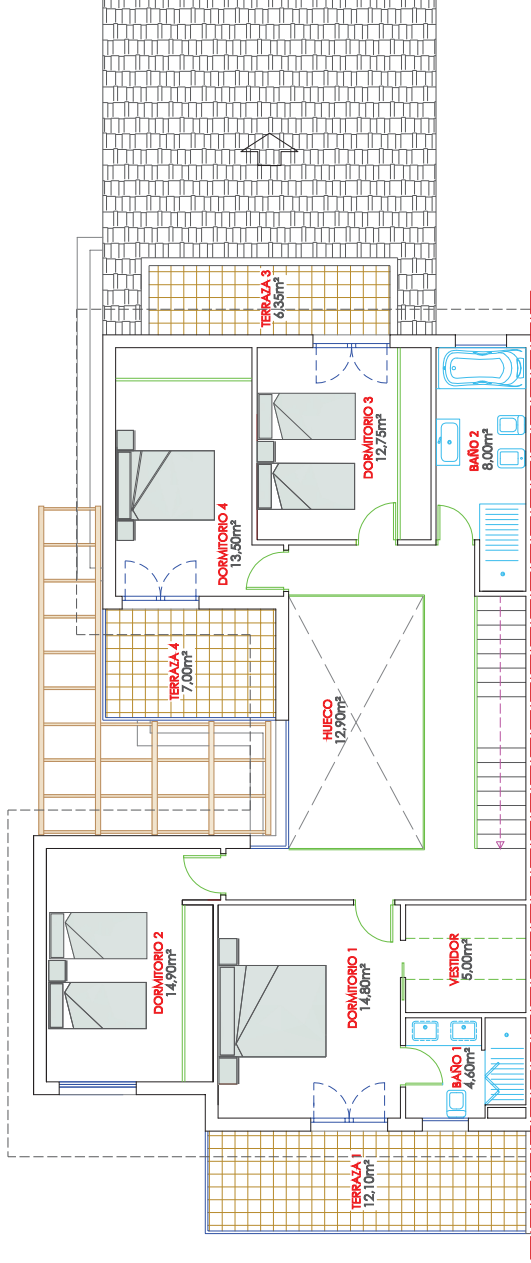 TERRAZA 3
6,35m²
DORMITORIO 3
12,75m²
BAÑO 2
8,00m²
DORMITORIO 4
13,50m²
TERRAZA 4
7,00m²
HUECO
12,90m²
DORMITORIO 2
14,90m²
DORMITORIO 1
14,80m²
VESTIDOR
5,00m²
BAÑO 1
4,60m²
TERRAZA 1
12,10m²